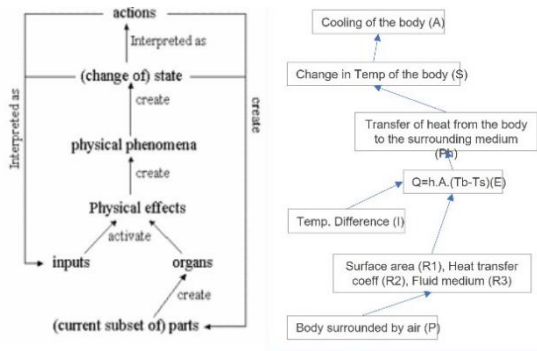 actions
Interpreted as
(change of) state
create
physical phenomena
create
Physical effects
activate
inputs
organs
create
(current subset of) parts
Interpreted as
create
Cooling of the body (A)
Change in Temp of the body (S)
Transfer of heat from the body
to the surrounding medium
(Ph)
Q=h.A.(Tb-Ts)(E)
Temp. Difference (I)
Surface area (R1), Heat transfer
coeff (R2), Fluid medium (R3)
Body surrounded by air (P)